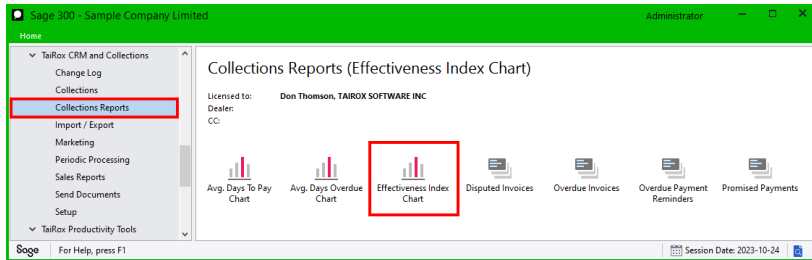 Sage 300 - Sample Company Limited
Administrator
Home
TaiRox CRM and Collections
Change Log
Collections
Collections Reports
Import / Export
Marketing
Periodic Processing
Sales Reports
Send Documents
Setup
TaiRox Productivity Tools
Collections Reports (Effectiveness Index Chart)
Licensed to: Don Thomson, TAIROX SOFTWARE INC
Dealer:
CC:
Avg. Days To Pay
Chart
Avg. Days Overdue
Chart
Effectiveness Index
Chart
Disputed Invoices
Overdue Invoices
Overdue Payment
Reminders
Promised Payments
Sage For Help, press F1
Session Date: 2023-10-24